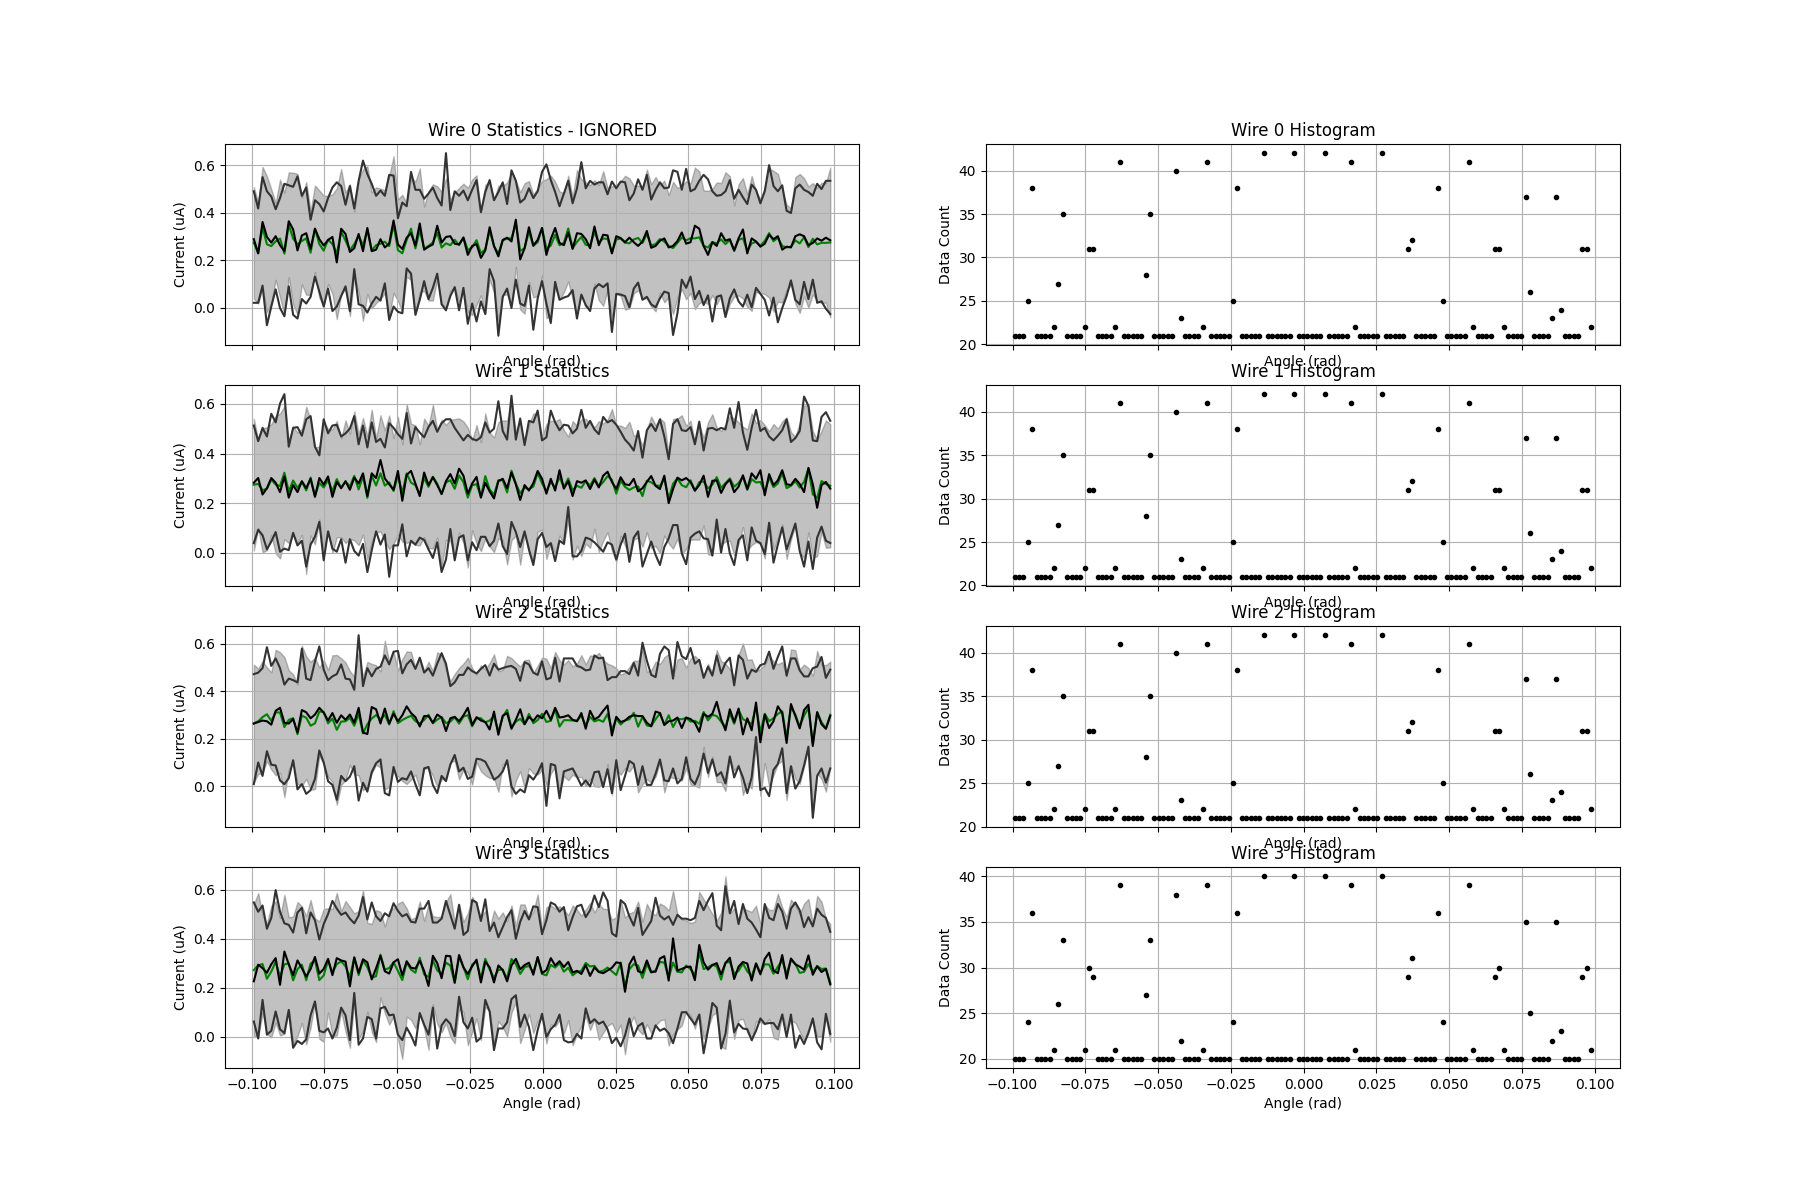 Wire 0 Statistics - IGNORED
Current (uA)
0.6
0.4
0.2
0.0
Angle (rad)
Wire 0 Histogram
Data Count
40
35
30
25
20
Angle (rad)
Wire 1 Statistics
Current (uA)
0.6
0.4
0.2
0.0
Angle (rad)
Wire 1 Histogram
Data Count
40
35
30
25
20
Angle (rad)
Wire 2 Statistics
Current (uA)
0.6
0.4
0.2
0.0
Angle (rad)
Wire 2 Histogram
Data Count
40
35
30
25
20
Angle (rad)
Wire 3 Statistics
Current (uA)
0.6
0.4
0.2
0.0
−0.100 −0.075 −0.050 −0.025 0.000 0.025 0.050 0.075 0.100
Angle (rad)
Wire 3 Histogram
Data Count
40
35
30
25
20
−0.100 −0.075 −0.050 −0.025 0.000 0.025 0.050 0.075 0.100
Angle (rad)